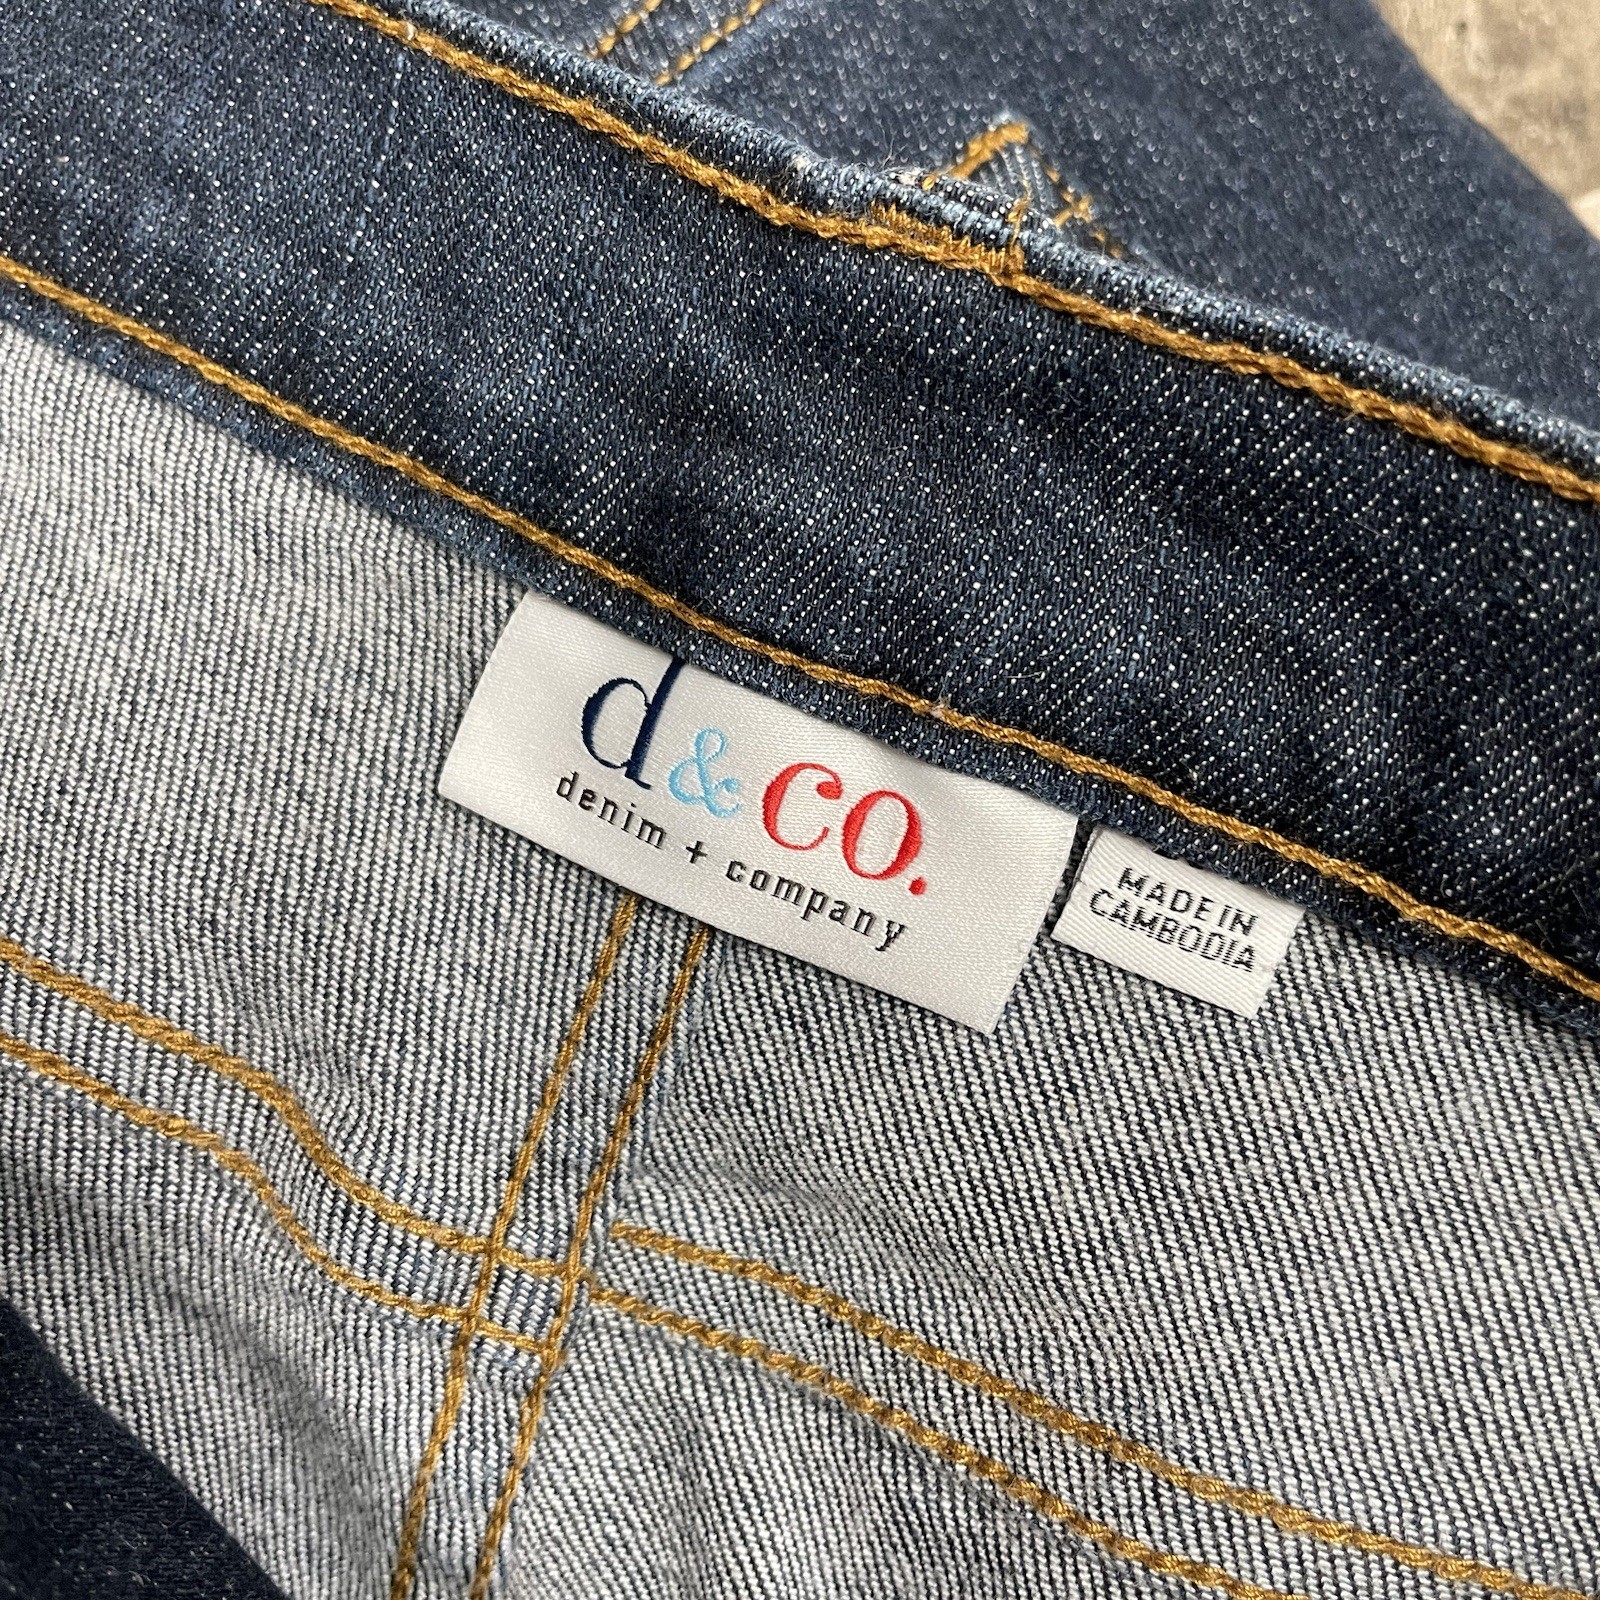 d&co.
denim + company
MADE IN
CAMBODIA